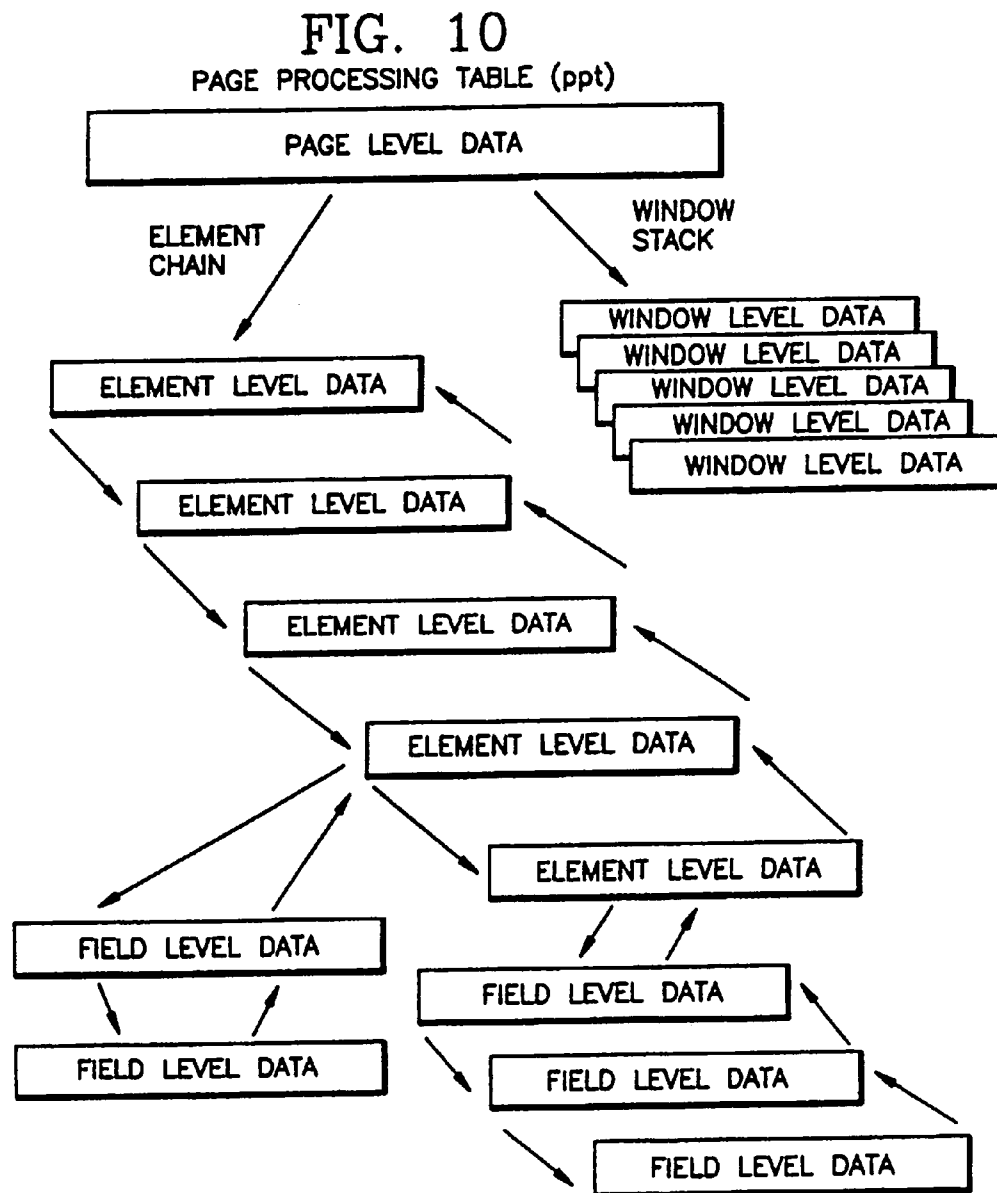 FIG. 10
PAGE PROCESSING TABLE (ppt)
PAGE LEVEL DATA
ELEMENT
CHAIN
WINDOW
STACK
WINDOW LEVEL DATA
WINDOW LEVEL DATA
WINDOW LEVEL DATA
WINDOW LEVEL DATA
WINDOW LEVEL DATA
ELEMENT LEVEL DATA
ELEMENT LEVEL DATA
ELEMENT LEVEL DATA
ELEMENT LEVEL DATA
ELEMENT LEVEL DATA
FIELD LEVEL DATA
FIELD LEVEL DATA
FIELD LEVEL DATA
FIELD LEVEL DATA
FIELD LEVEL DATA